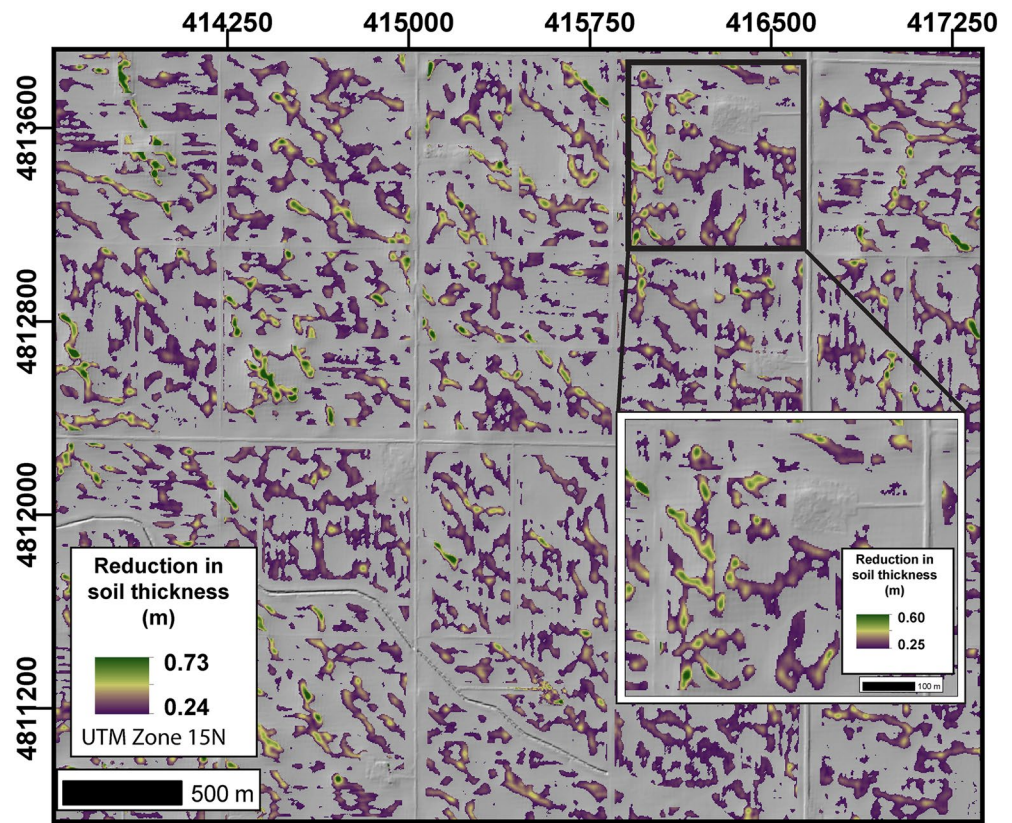 414250 415000 415750 416500 417250
4813600
4812800
4812000
4811200
Reduction in
soil thickness
(m)
0.73
0.24
UTM Zone 15N
500 m
Reduction in
soil thickness
(m)
0.60
0.25
100 m